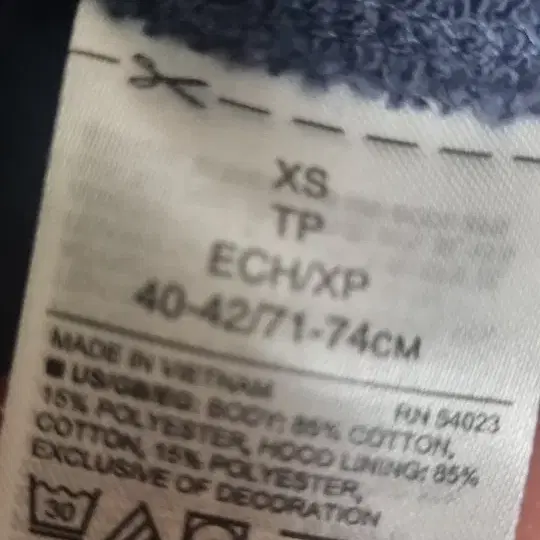 XS
TP
ECH/XP
40-42/71-74CM
MADE IN VIETNAM
RN 54023
US/GB/EG: BODY: 85% COTTON,
15% POLYESTER, HOOD LINING: 85%
COTTON, 15% POLYESTER,
EXCLUSIVE OF DECORATION
30